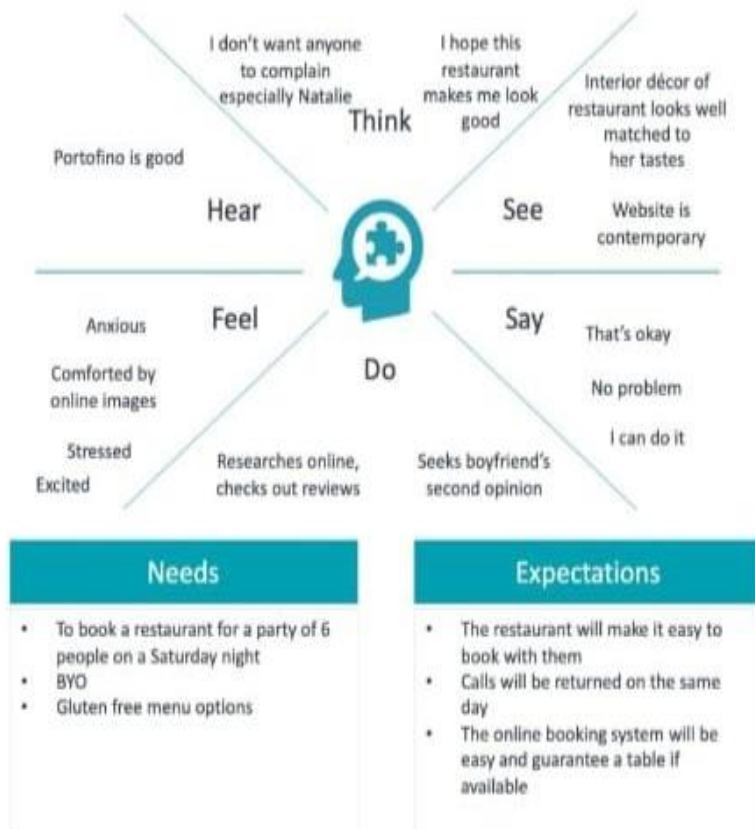 I don't want anyone
to complain
especially Natalie
I hope this
restaurant
makes me look
good
Think
Interior décor of
restaurant looks well
matched to
her tastes
Website is
contemporary
See
Portofino is good
Hear
Feel
Anxious
Comforted by
online images
Stressed
Excited
Say
That's okay
No problem
I can do it
Do
Researches online,
checks out reviews
Seeks boyfriend's
second opinion
Needs
• To book a restaurant for a party of 6
people on a Saturday night
• BYO
• Gluten free menu options
Expectations
• The restaurant will make it easy to
book with them
• Calls will be returned on the same
day
• The online booking system will be
easy and guarantee a table if
available